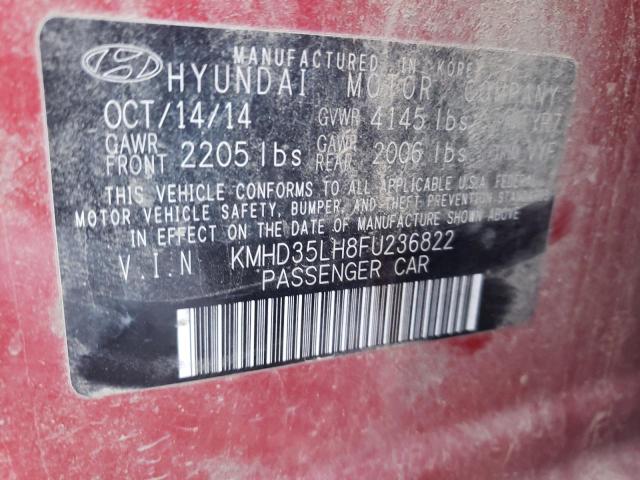 MANUFACTURED IN KOREA
HYUNDAI MOTOR COMPANY
OCT/14/14 GVWR 4145 lbs
GAWR FRONT 2205 lbs GAWR REAR 2006 lbs
THIS VEHICLE CONFORMS TO ALL APPLICABLE U.S.A FEDERAL
MOTOR VEHICLE SAFETY, BUMPER, AND THEFT PREVENTION STANDARDS
IN EFFECT ON THE DATE OF MANUFACTURE SHOWN ABOVE.
V.I.N KMHD35LH8FU236822
PASSENGER CAR